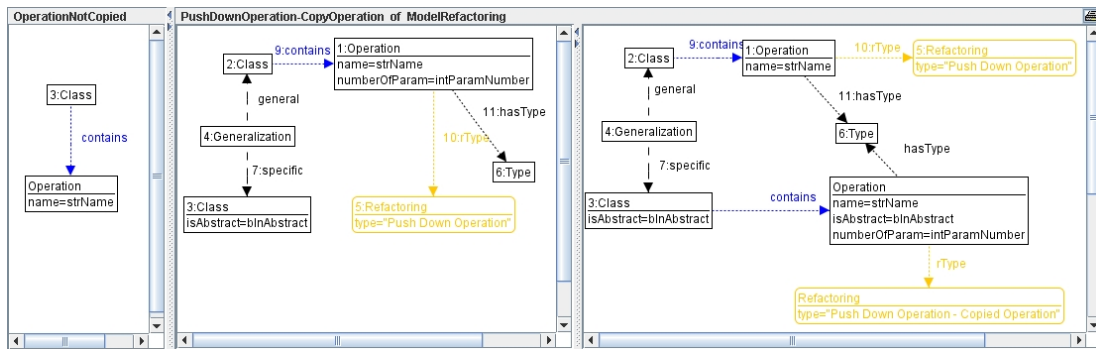 OperationNotCopied
3:Class
contains
Operation
name=strName
PushDownOperation-CopyOperation of ModelRefactoring
2:Class
9:contains
1:Operation
name=strName
numberOfParam=intParamNumber
general
11:hasType
4:Generalization
10:rType
7:specific
6:Type
3:Class
isAbstract=blnAbstract
5:Refactoring
type="Push Down Operation"
2:Class
9:contains
1:Operation
name=strName
10:rType
5:Refactoring
type="Push Down Operation"
general
11:hasType
4:Generalization
6:Type
hasType
7:specific
3:Class
isAbstract=blnAbstract
contains
Operation
name=strName
isAbstract=blnAbstract
numberOfParam=intParamNumber
rType
Refactoring
type="Push Down Operation - Copied Operation"